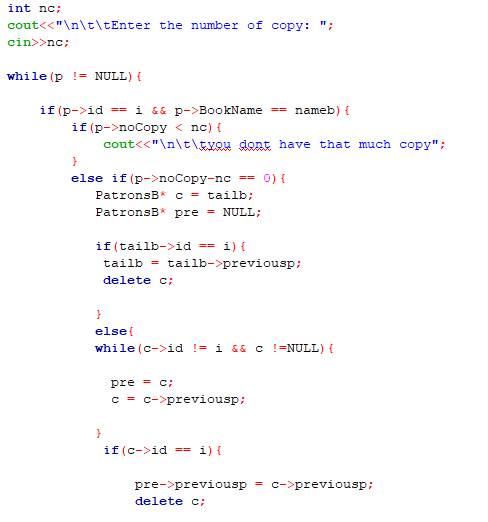 int nc;
cout<<"\n\t\tEnter the number of copy: ";
cin>>nc;
while(p != NULL){
if(p->id == i && p->BookName == nameb){
if(p->noCopy < nc){
cout<<"\n\t\tyou dont have that much copy";
}
else if(p->noCopy-nc == 0){
PatronsB* c = tailb;
PatronsB* pre = NULL;
if(tailb->id == i){
tailb = tailb->previousp;
delete c;
}
else{
while(c->id != i && c !=NULL){
pre = c;
c = c->previousp;
}
if(c->id == i){
pre->previousp = c->previousp;
delete c;